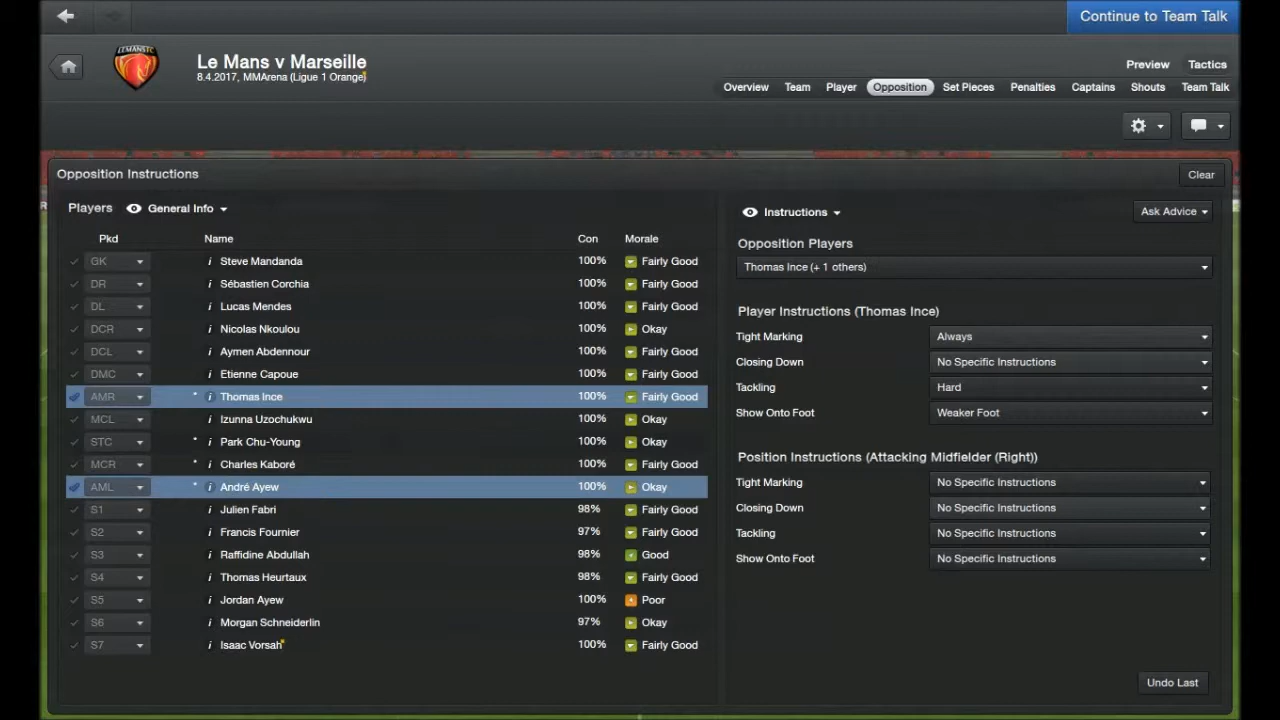 Continue to Team Talk
LE MANS FC
Le Mans v Marseille
8.4.2017, MMArena (Ligue 1 Orange)
Preview Tactics
Overview Team Player Opposition Set Pieces Penalties Captains Shouts Team Talk
Opposition Instructions Clear
Players General Info
Pkd Name Con Morale
GK i Steve Mandanda 100% Fairly Good
DR i Sébastien Corchia 100% Fairly Good
DL i Lucas Mendes 100% Fairly Good
DCR i Nicolas Nkoulou 100% Okay
DCL i Aymen Abdennour 100% Fairly Good
DMC i Etienne Capoue 100% Fairly Good
AMR * i Thomas Ince 100% Fairly Good
MCL i Izunna Uzochukwu 100% Okay
STC * i Park Chu-Young 100% Okay
MCR * i Charles Kaboré 100% Fairly Good
AML * i André Ayew 100% Okay
S1 i Julien Fabri 98% Fairly Good
S2 i Francis Fournier 97% Fairly Good
S3 i Raffidine Abdullah 98% Good
S4 i Thomas Heurtaux 98% Fairly Good
S5 i Jordan Ayew 100% Poor
S6 i Morgan Schneiderlin 97% Okay
S7 i Isaac Vorsah 100% Fairly Good
Instructions Ask Advice
Opposition Players
Thomas Ince (+ 1 others)
Player Instructions (Thomas Ince)
Tight Marking Always
Closing Down No Specific Instructions
Tackling Hard
Show Onto Foot Weaker Foot
Position Instructions (Attacking Midfielder (Right))
Tight Marking No Specific Instructions
Closing Down No Specific Instructions
Tackling No Specific Instructions
Show Onto Foot No Specific Instructions
Undo Last